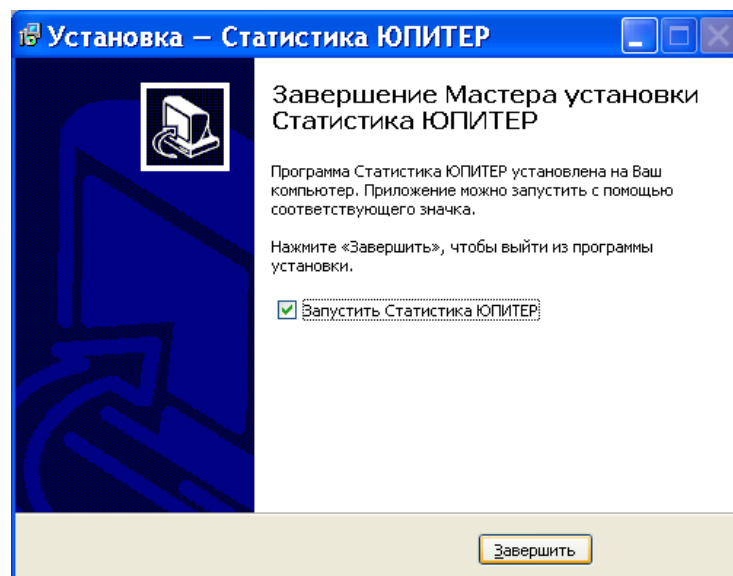 Установка — Статистика ЮПИТЕР
Завершение Мастера установки
Статистика ЮПИТЕР
Программа Статистика ЮПИТЕР установлена на Ваш
компьютер. Приложение можно запустить с помощью
соответствующего значка.
Нажмите «Завершить», чтобы выйти из программы
установки.
Запустить Статистика ЮПИТЕР
Завершить